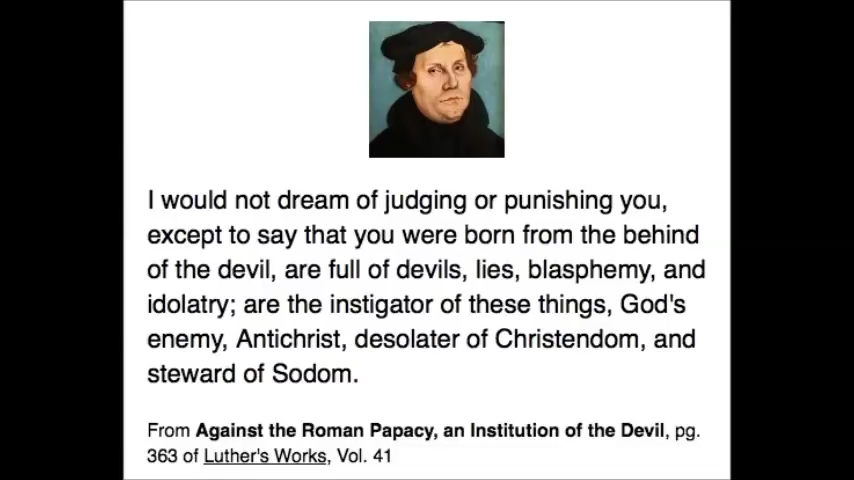 I would not dream of judging or punishing you,
except to say that you were born from the behind
of the devil, are full of devils, lies, blasphemy, and
idolatry; are the instigator of these things, God's
enemy, Antichrist, desolater of Christendom, and
steward of Sodom.
From Against the Roman Papacy, an Institution of the Devil, pg.
363 of Luther's Works, Vol. 41